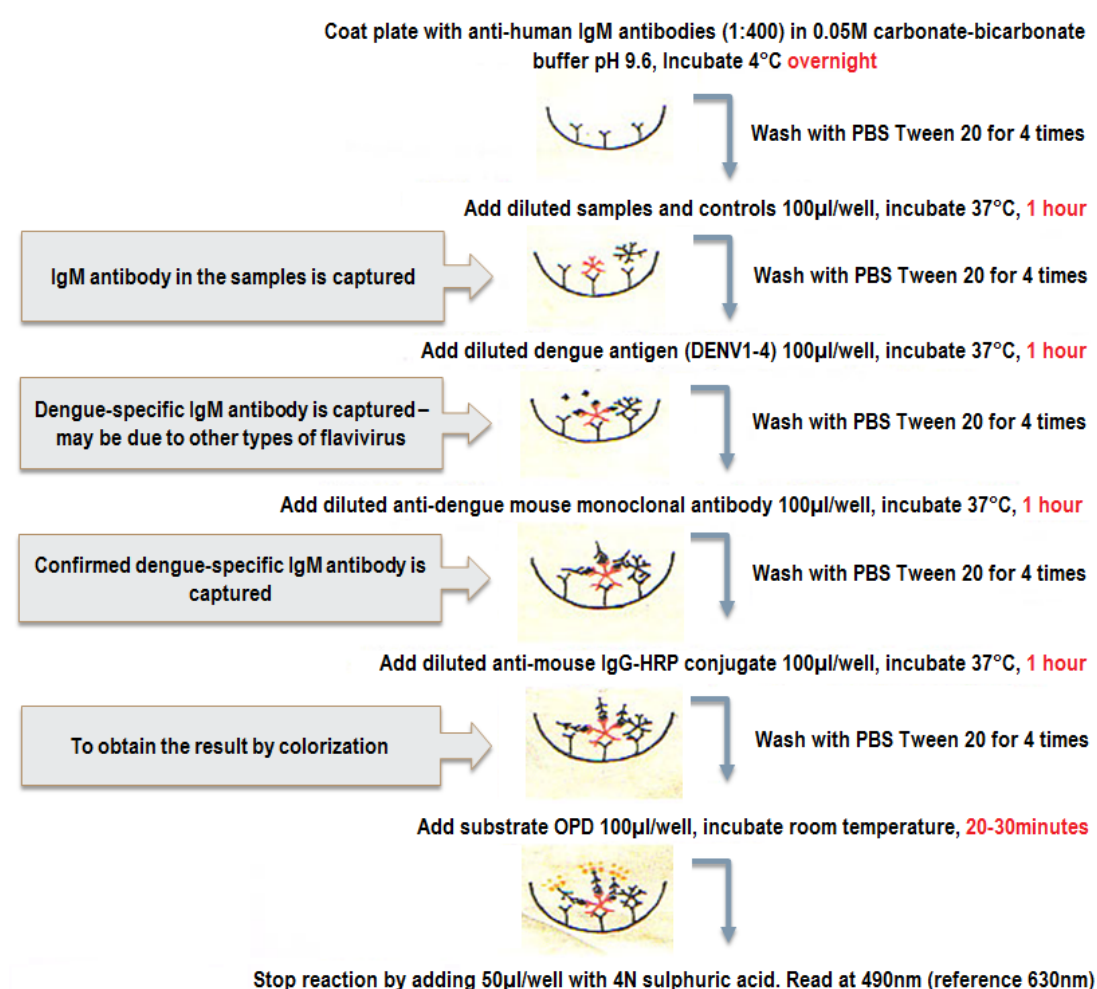 Coat plate with anti-human IgM antibodies (1:400) in 0.05M carbonate-bicarbonate
buffer pH 9.6, Incubate 4°C overnight
Wash with PBS Tween 20 for 4 times
Add diluted samples and controls 100µl/well, incubate 37°C, 1 hour
IgM antibody in the samples is captured
Wash with PBS Tween 20 for 4 times
Add diluted dengue antigen (DENV1-4) 100µl/well, incubate 37°C, 1 hour
Dengue-specific IgM antibody is captured –
may be due to other types of flavivirus
Wash with PBS Tween 20 for 4 times
Add diluted anti-dengue mouse monoclonal antibody 100µl/well, incubate 37°C, 1 hour
Confirmed dengue-specific IgM antibody is
captured
Wash with PBS Tween 20 for 4 times
Add diluted anti-mouse IgG-HRP conjugate 100µl/well, incubate 37°C, 1 hour
To obtain the result by colorization
Wash with PBS Tween 20 for 4 times
Add substrate OPD 100µl/well, incubate room temperature, 20-30minutes
Stop reaction by adding 50µl/well with 4N sulphuric acid. Read at 490nm (reference 630nm)